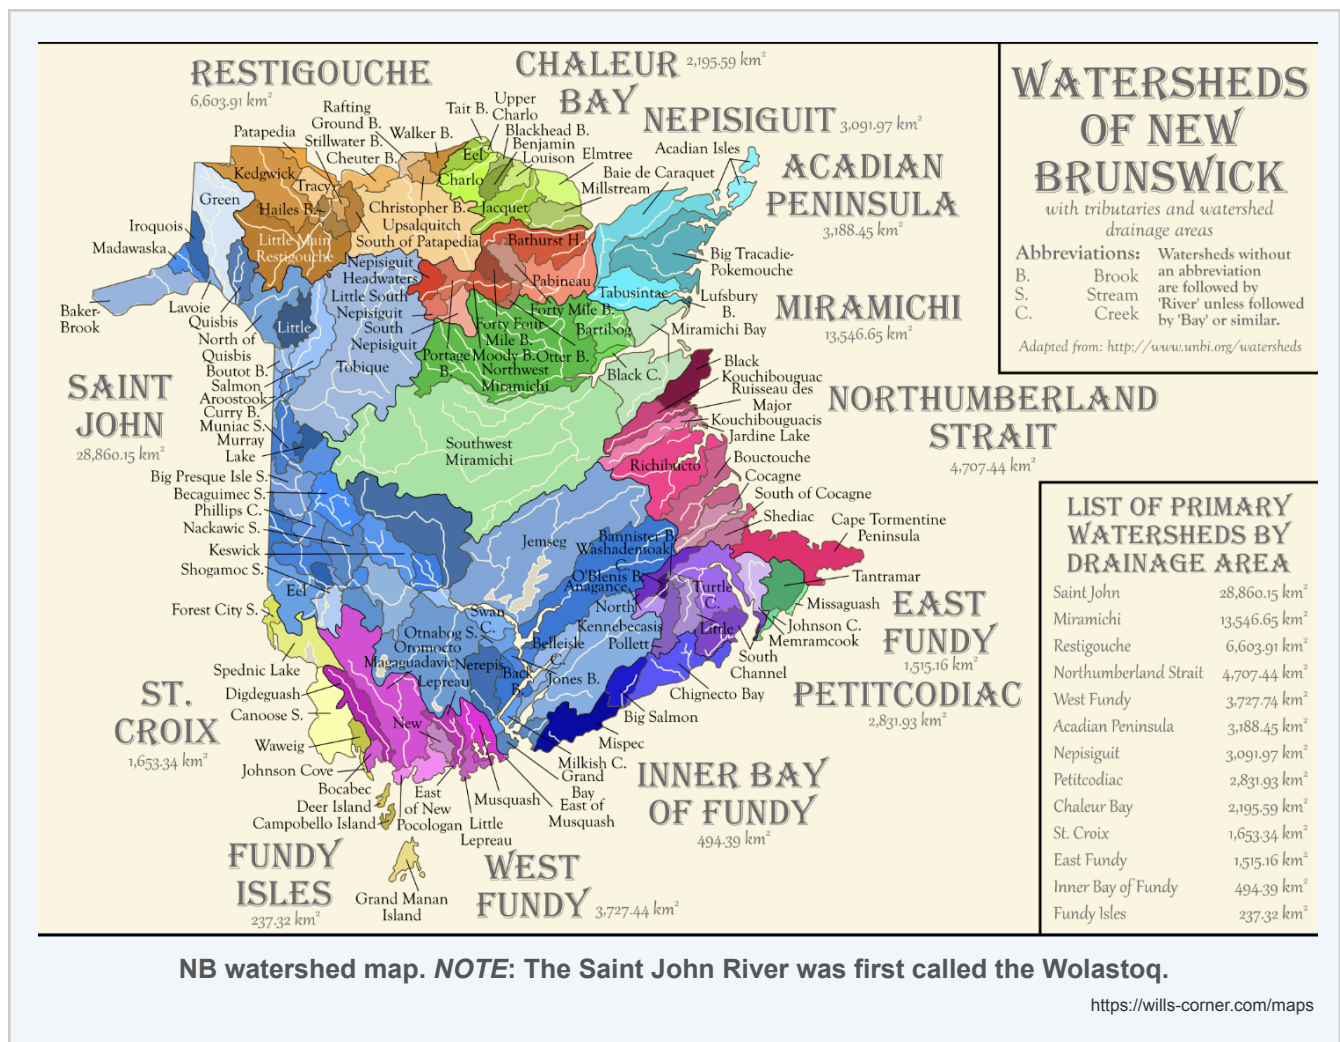 RESTIGOUCHE
6,603.91 km²
CHALEUR
BAY
2,195.59 km²
NEPISIGUIT 3,091.97 km²
ACADIAN
PENINSULA
3,188.45 km²
MIRAMICHI
13,546.65 km²
NORTHUMBERLAND
STRAIT
4,707.44 km²
SAINT
JOHN
28,860.15 km²
ST.
CROIX
1,653.34 km²
FUNDY
ISLES
237.32 km²
WEST
FUNDY 3,727.44 km²
INNER BAY
OF FUNDY
494.39 km²
PETITCODIAC
2,831.93 km²
EAST
FUNDY
1,515.16 km²
Patapedia
Rafting
Ground B.
Stillwater B.
Cheuter B.
Walker B.
Tait B.
Upper
Charlo
Blackhead B.
Benjamin
Louison
Elmtree
Millstream
Acadian Isles
Baie de Caraquet
Kedgwick
Tracy
Hailes B.
Little Main
Restigouche
Christopher B.
Upsalquitch
South of Patapedia
Eel
Charlo
Jacquet
Green
Iroquois
Madawaska
Baker-
Brook
Lavoie
Quisbis
North of
Quisbis
Boutot B.
Salmon
Aroostook
Curry B.
Muniac S.
Murray
Lake
Big Presque Isle S.
Becaguimec S.
Phillips C.
Nackawic S.
Keswick
Shogamoc S.
Eel
Forest City S.
Spednic Lake
Digdeguash
Canoose S.
Waweig
Johnson Cove
Bocabec
Deer Island
Campobello Island
Grand Manan
Island
Little
Tobique
Nepisiguit
Headwaters
Little South
Nepisiguit
South
Nepisiguit
Bathurst H.
Pabineau
Forty Mile B.
Forty Four
Mile B.
Portage
B.
Moody B.
Otter B.
Northwest
Miramichi
Bartibog
Tabusintac
Big Tracadie-
Pokemouche
Lufsbury
B.
Miramichi Bay
Black C.
Southwest
Miramichi
Black
Kouchibouguac
Ruisseau des
Major
Kouchibouguacis
Jardine Lake
Richibucto
Bouctouche
Cocagne
South of Cocagne
Shediac
Cape Tormentine
Peninsula
Tantramar
Missaguash
Johnson C.
Memramcook
South
Channel
Chignecto Bay
Big Salmon
Mispec
Milkish C.
Grand
Bay
East of
Musquash
Musquash
Little
Lepreau
Pocologan
East
of New
New
Lepreau
Magaguadavic
Oromocto
Otnabog S.
Nerepis
Swan
C.
Back
B.
Belleisle
C.
Jones B.
Kennebecasis
Pollett
North
Anagance
O'Blenis B.
Washademoak
C.
Bannister B.
Jemseg
Turtle
C.
Little
WATERSHEDS
OF NEW
BRUNSWICK
with tributaries and watershed
drainage areas
Abbreviations:
B. Brook
S. Stream
C. Creek
Watersheds without
an abbreviation
are followed by
'River' unless followed
by 'Bay' or similar.
Adapted from: http://www.unbi.org/watersheds
LIST OF PRIMARY
WATERSHEDS BY
DRAINAGE AREA
Saint John 28,860.15 km²
Miramichi 13,546.65 km²
Restigouche 6,603.91 km²
Northumberland Strait 4,707.44 km²
West Fundy 3,727.74 km²
Acadian Peninsula 3,188.45 km²
Nepisiguit 3,091.97 km²
Petitcodiac 2,831.93 km²
Chaleur Bay 2,195.59 km²
St. Croix 1,653.34 km²
East Fundy 1,515.16 km²
Inner Bay of Fundy 494.39 km²
Fundy Isles 237.32 km²
NB watershed map. NOTE: The Saint John River was first called the Wolastoq.
https://wills-corner.com/maps